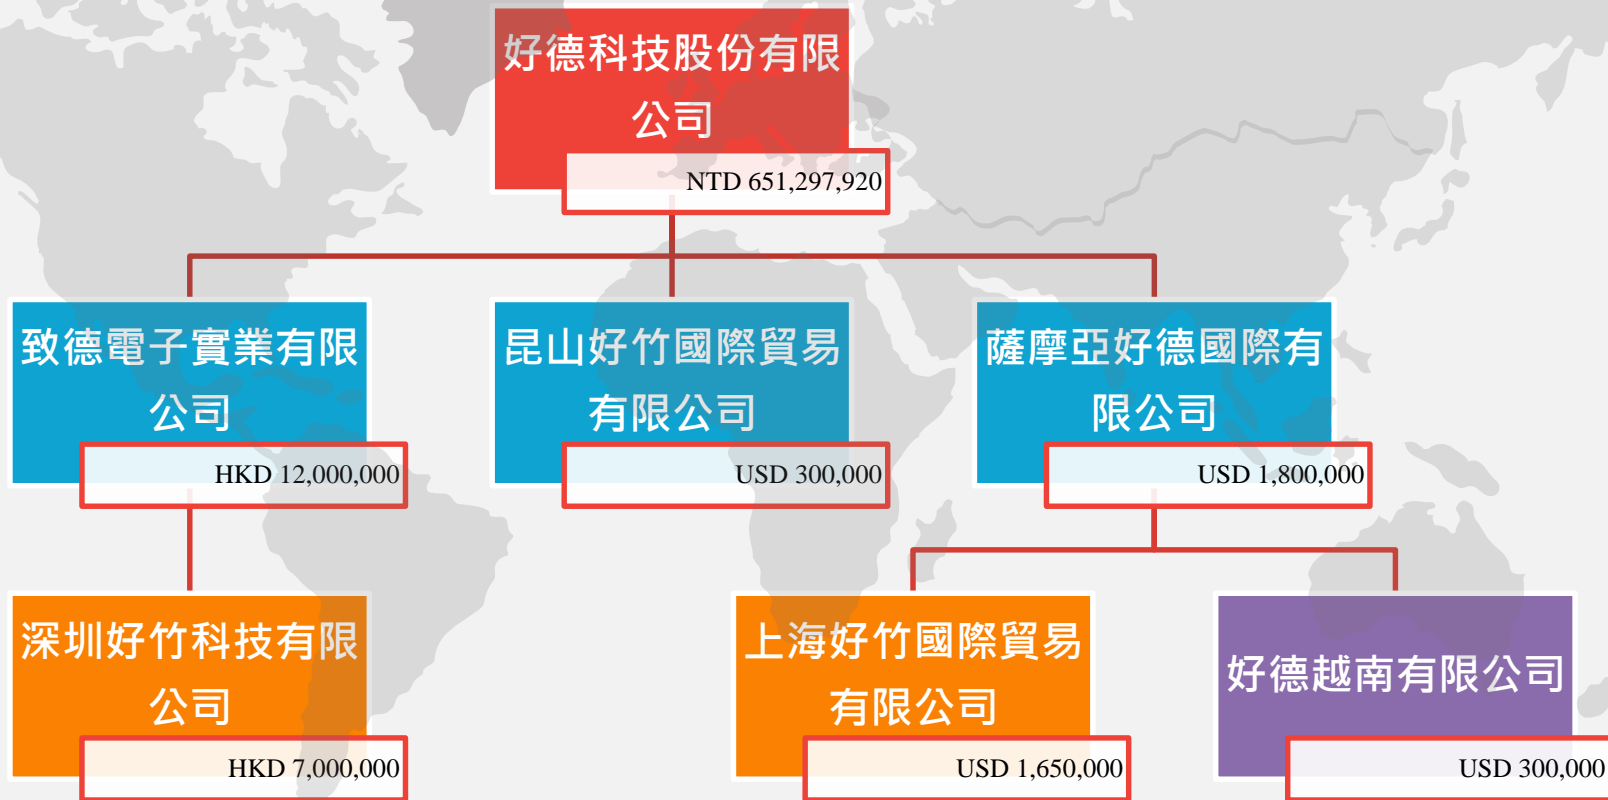 好德科技股份有限
公司
NTD 651,297,920
致德電子實業有限
公司
HKD 12,000,000
昆山好竹國際貿易
有限公司
USD 300,000
薩摩亞好德國際有
限公司
USD 1,800,000
深圳好竹科技有限
公司
HKD 7,000,000
上海好竹國際貿易
有限公司
USD 1,650,000
好德越南有限公司
USD 300,000